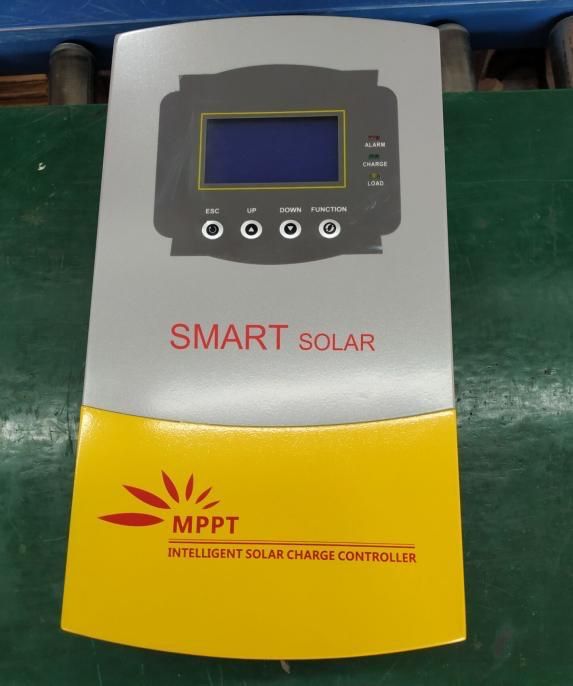 ALARM
CHARGE
LOAD
ESC UP DOWN FUNCTION
SMART SOLAR
MPPT
INTELLIGENT SOLAR CHARGE CONTROLLER